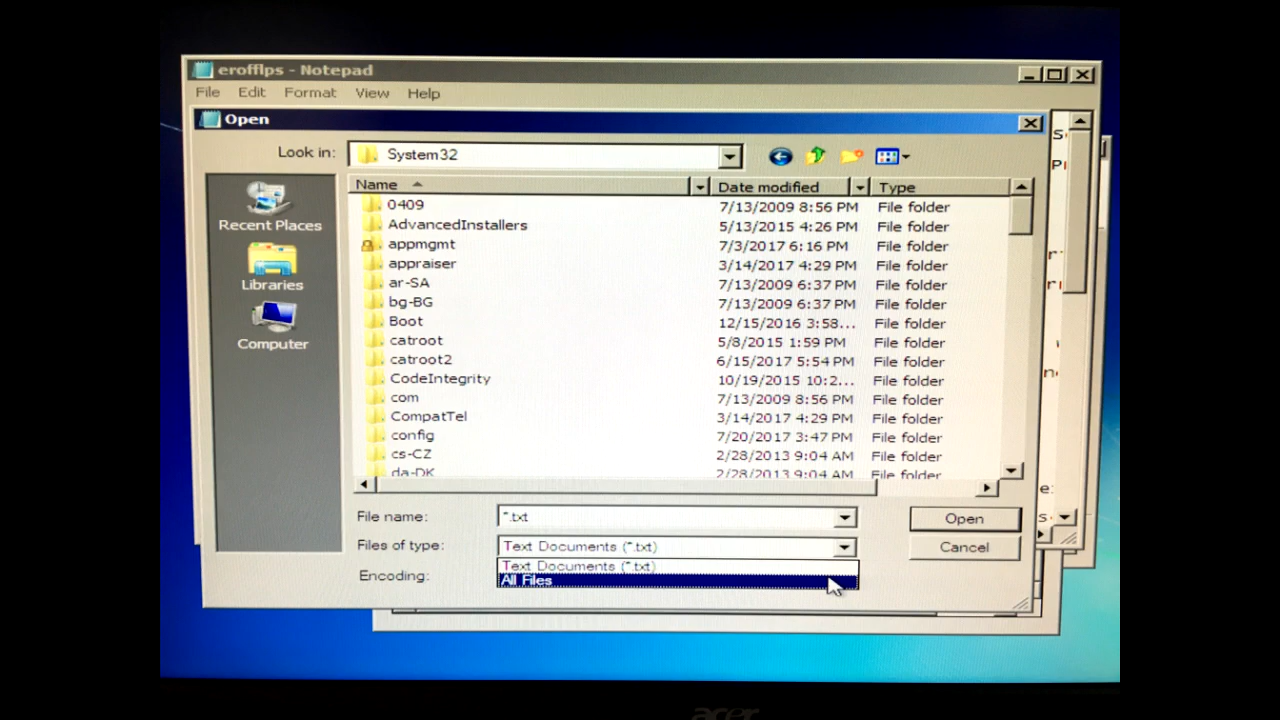 erofflps - Notepad
File Edit Format View Help
Open
Look in: System32
Name Date modified Type
0409 7/13/2009 8:56 PM File folder
AdvancedInstallers 5/13/2015 4:26 PM File folder
appmgmt 7/3/2017 6:16 PM File folder
appraiser 3/14/2017 4:29 PM File folder
ar-SA 7/13/2009 6:37 PM File folder
bg-BG 7/13/2009 6:37 PM File folder
Boot 12/15/2016 3:58... File folder
catroot 5/8/2015 1:59 PM File folder
catroot2 6/15/2017 5:54 PM File folder
CodeIntegrity 10/19/2015 10:2... File folder
com 7/13/2009 8:56 PM File folder
CompatTel 3/14/2017 4:29 PM File folder
config 7/20/2017 3:47 PM File folder
cs-CZ 2/28/2013 9:04 AM File folder
da-DK 2/28/2013 9:04 AM File folder
Recent Places
Libraries
Computer
File name: *.txt Open
Files of type: Text Documents (*.txt) Cancel
Text Documents (*.txt)
Encoding: All Files
acer